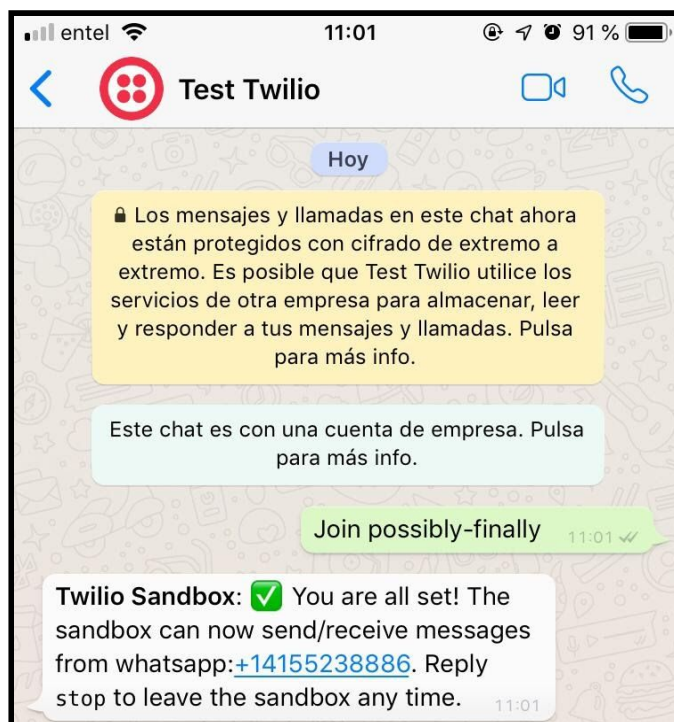 entel 11:01 91 %
Test Twilio
Hoy
Los mensajes y llamadas en este chat ahora
están protegidos con cifrado de extremo a
extremo. Es posible que Test Twilio utilice los
servicios de otra empresa para almacenar, leer
y responder a tus mensajes y llamadas. Pulsa
para más info.
Este chat es con una cuenta de empresa. Pulsa
para más info.
Join possibly-finally 11:01
Twilio Sandbox: ✅ You are all set! The
sandbox can now send/receive messages
from whatsapp:+14155238886. Reply
stop to leave the sandbox any time. 11:01